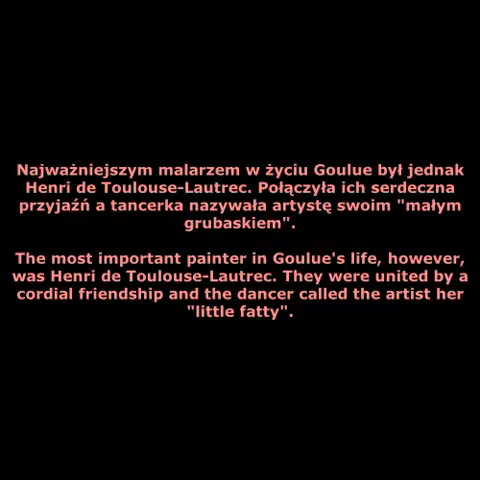 Najważniejszym malarzem w życiu Goulue był jednak
Henri de Toulouse-Lautrec. Połączyła ich serdeczna
przyjaźń a tancerka nazywała artystę swoim "małym
grubaskiem".
The most important painter in Goulue's life, however,
was Henri de Toulouse-Lautrec. They were united by a
cordial friendship and the dancer called the artist her
"little fatty".